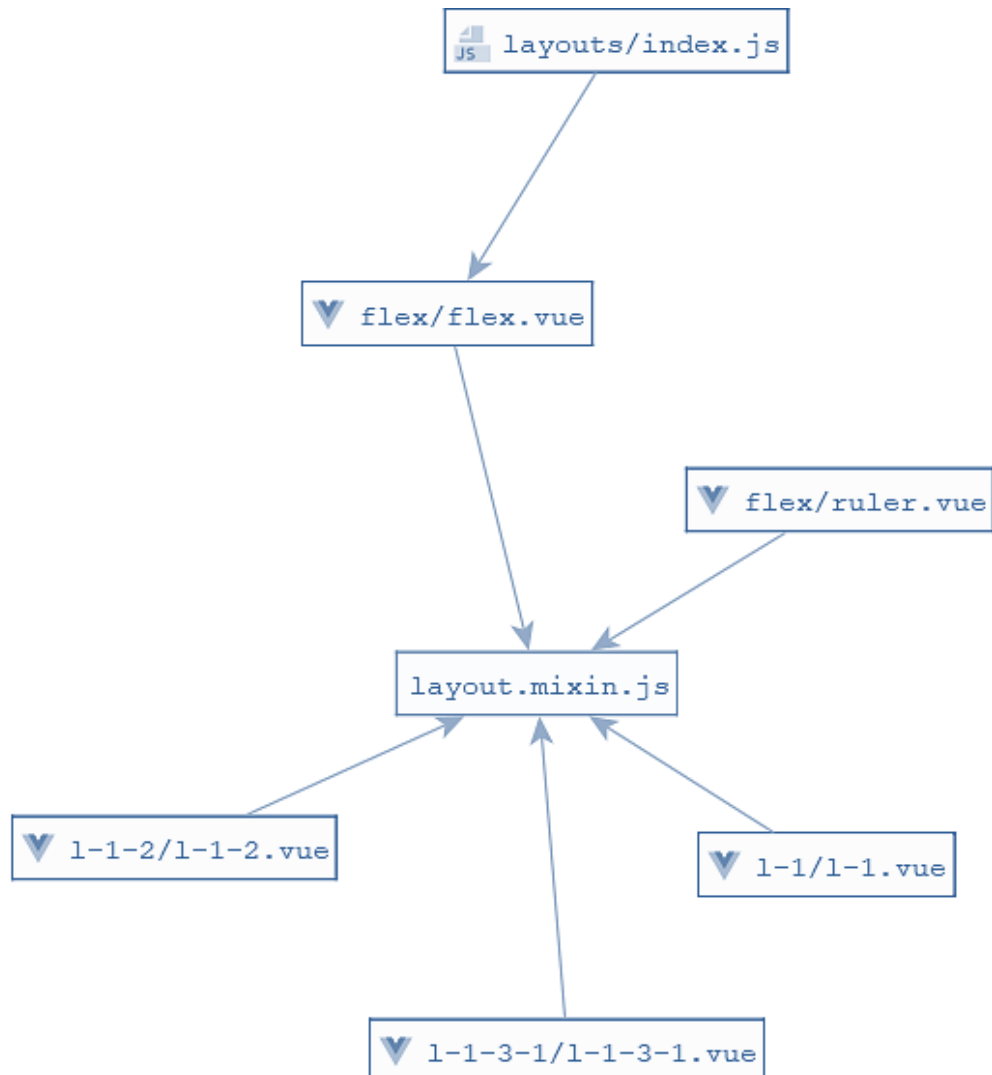 JS layouts/index.js
flex/flex.vue
flex/ruler.vue
layout.mixin.js
l-1-2/l-1-2.vue
l-1/l-1.vue
l-1-3-1/l-1-3-1.vue